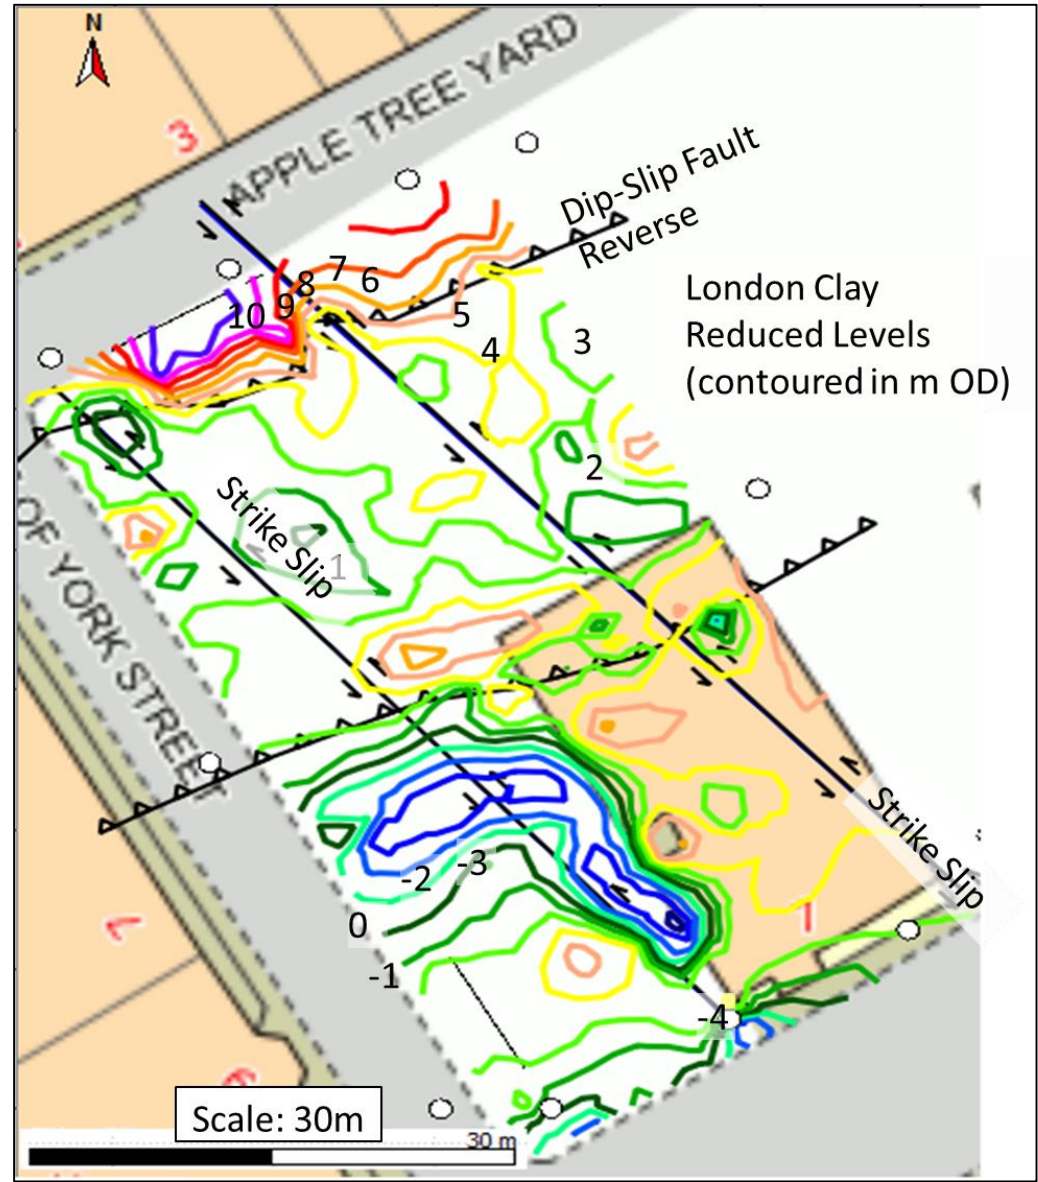 N
APPLE TREE YARD
3
Dip-Slip Fault
Reverse
London Clay
Reduced Levels
(contoured in m OD)
10
9
8
7
6
5
4
3
2
1
Strike Slip
OF YORK STREET
Strike Slip
-2
-3
0
-1
-4
7
1
6
Scale: 30m
30 m